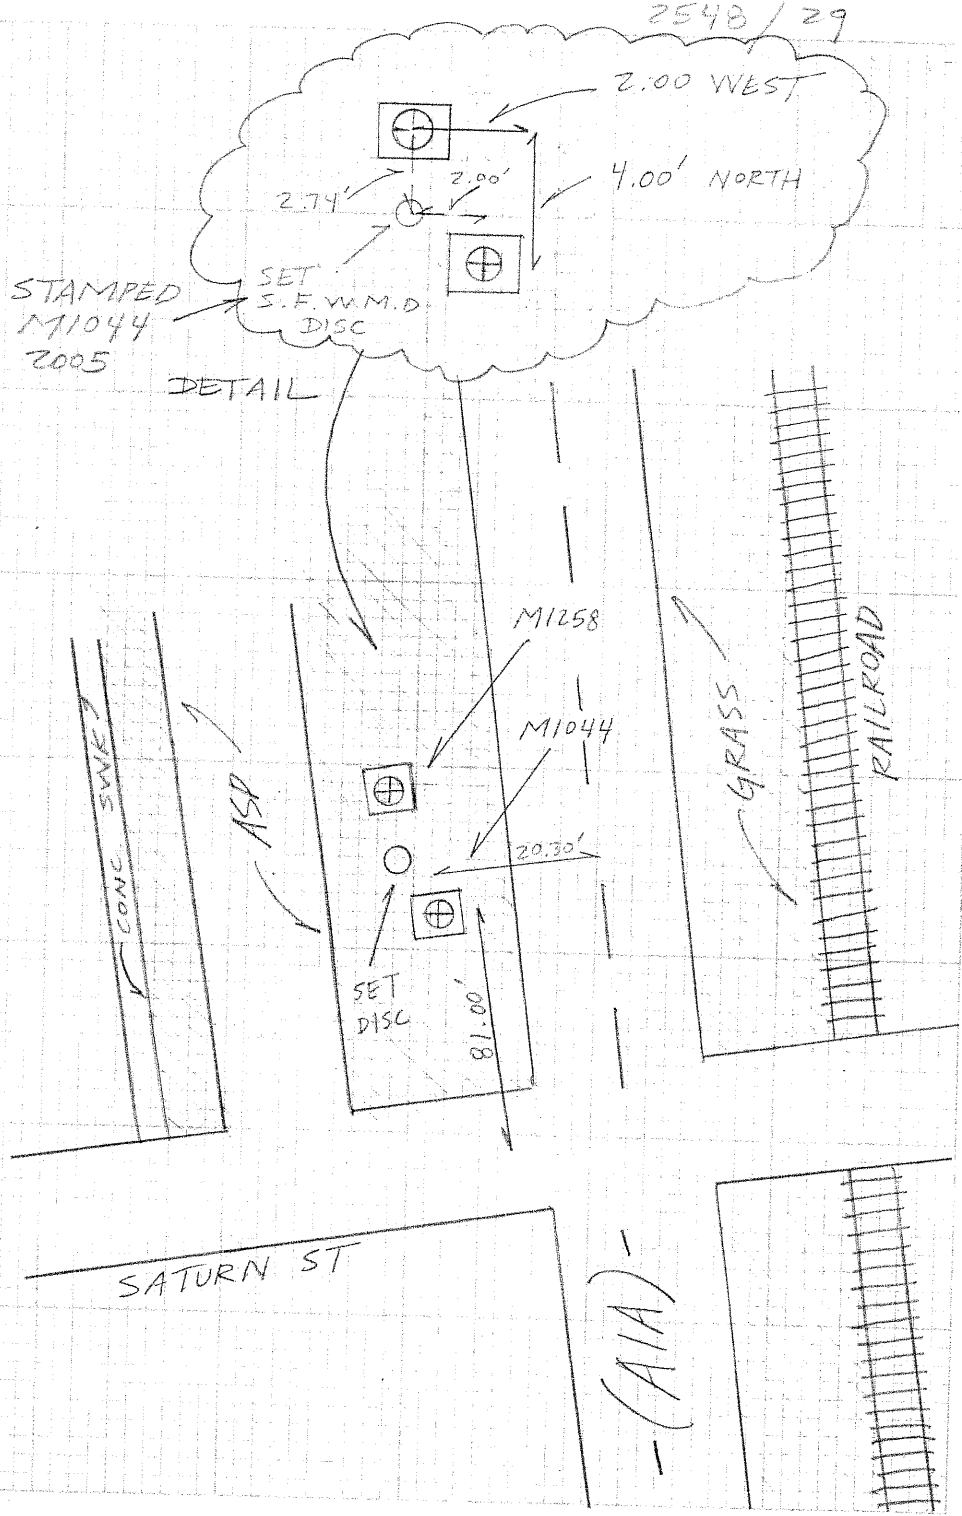 2548 / 29
2.00 WEST
2.74'
2.00'
4.00' NORTH
SET
S.F.W.M.D
DISC
STAMPED
M1044
2005
DETAIL
M1258
M1044
GRASS
RAILROAD
CONC SWK
ASP
20.30'
SET
DISC
81.00'
SATURN ST
(A1A)